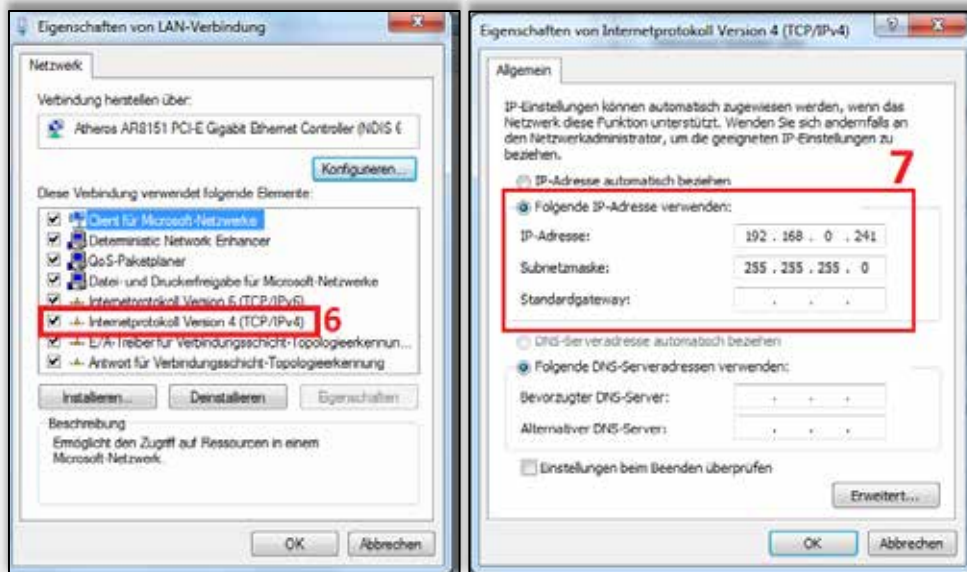 Eigenschaften von LAN-Verbindung
Netzwerk
Verbindung herstellen über:
Atheros AR8151 PCI-E Gigabit Ethernet Controller (NDIS 6
Konfigurieren...
Diese Verbindung verwendet folgende Elemente:
Client für Microsoft-Netzwerke
Deterministic Network Enhancer
QoS-Paketplaner
Datei- und Druckerfreigabe für Microsoft-Netzwerke
Internetprotokoll Version 6 (TCP/IPv6)
Internetprotokoll Version 4 (TCP/IPv4) 6
E/A-Treiber für Verbindungsschicht-Topologieerkennun...
Antwort für Verbindungsschicht-Topologieerkennung
Installieren... Deinstallieren Eigenschaften
Beschreibung
Ermöglicht den Zugriff auf Ressourcen in einem
Microsoft-Netzwerk.
OK Abbrechen
Eigenschaften von Internetprotokoll Version 4 (TCP/IPv4)
Allgemein
IP-Einstellungen können automatisch zugewiesen werden, wenn das
Netzwerk diese Funktion unterstützt. Wenden Sie sich andernfalls an
den Netzwerkadministrator, um die geeigneten IP-Einstellungen zu
beziehen.
7
IP-Adresse automatisch beziehen
Folgende IP-Adresse verwenden:
IP-Adresse: 192 . 168 . 0 . 241
Subnetzmaske: 255 . 255 . 255 . 0
Standardgateway: . . .
DNS-Serveradresse automatisch beziehen
Folgende DNS-Serveradressen verwenden:
Bevorzugter DNS-Server: . . .
Alternativer DNS-Server: . . .
Einstellungen beim Beenden überprüfen
Erweitert...
OK Abbrechen